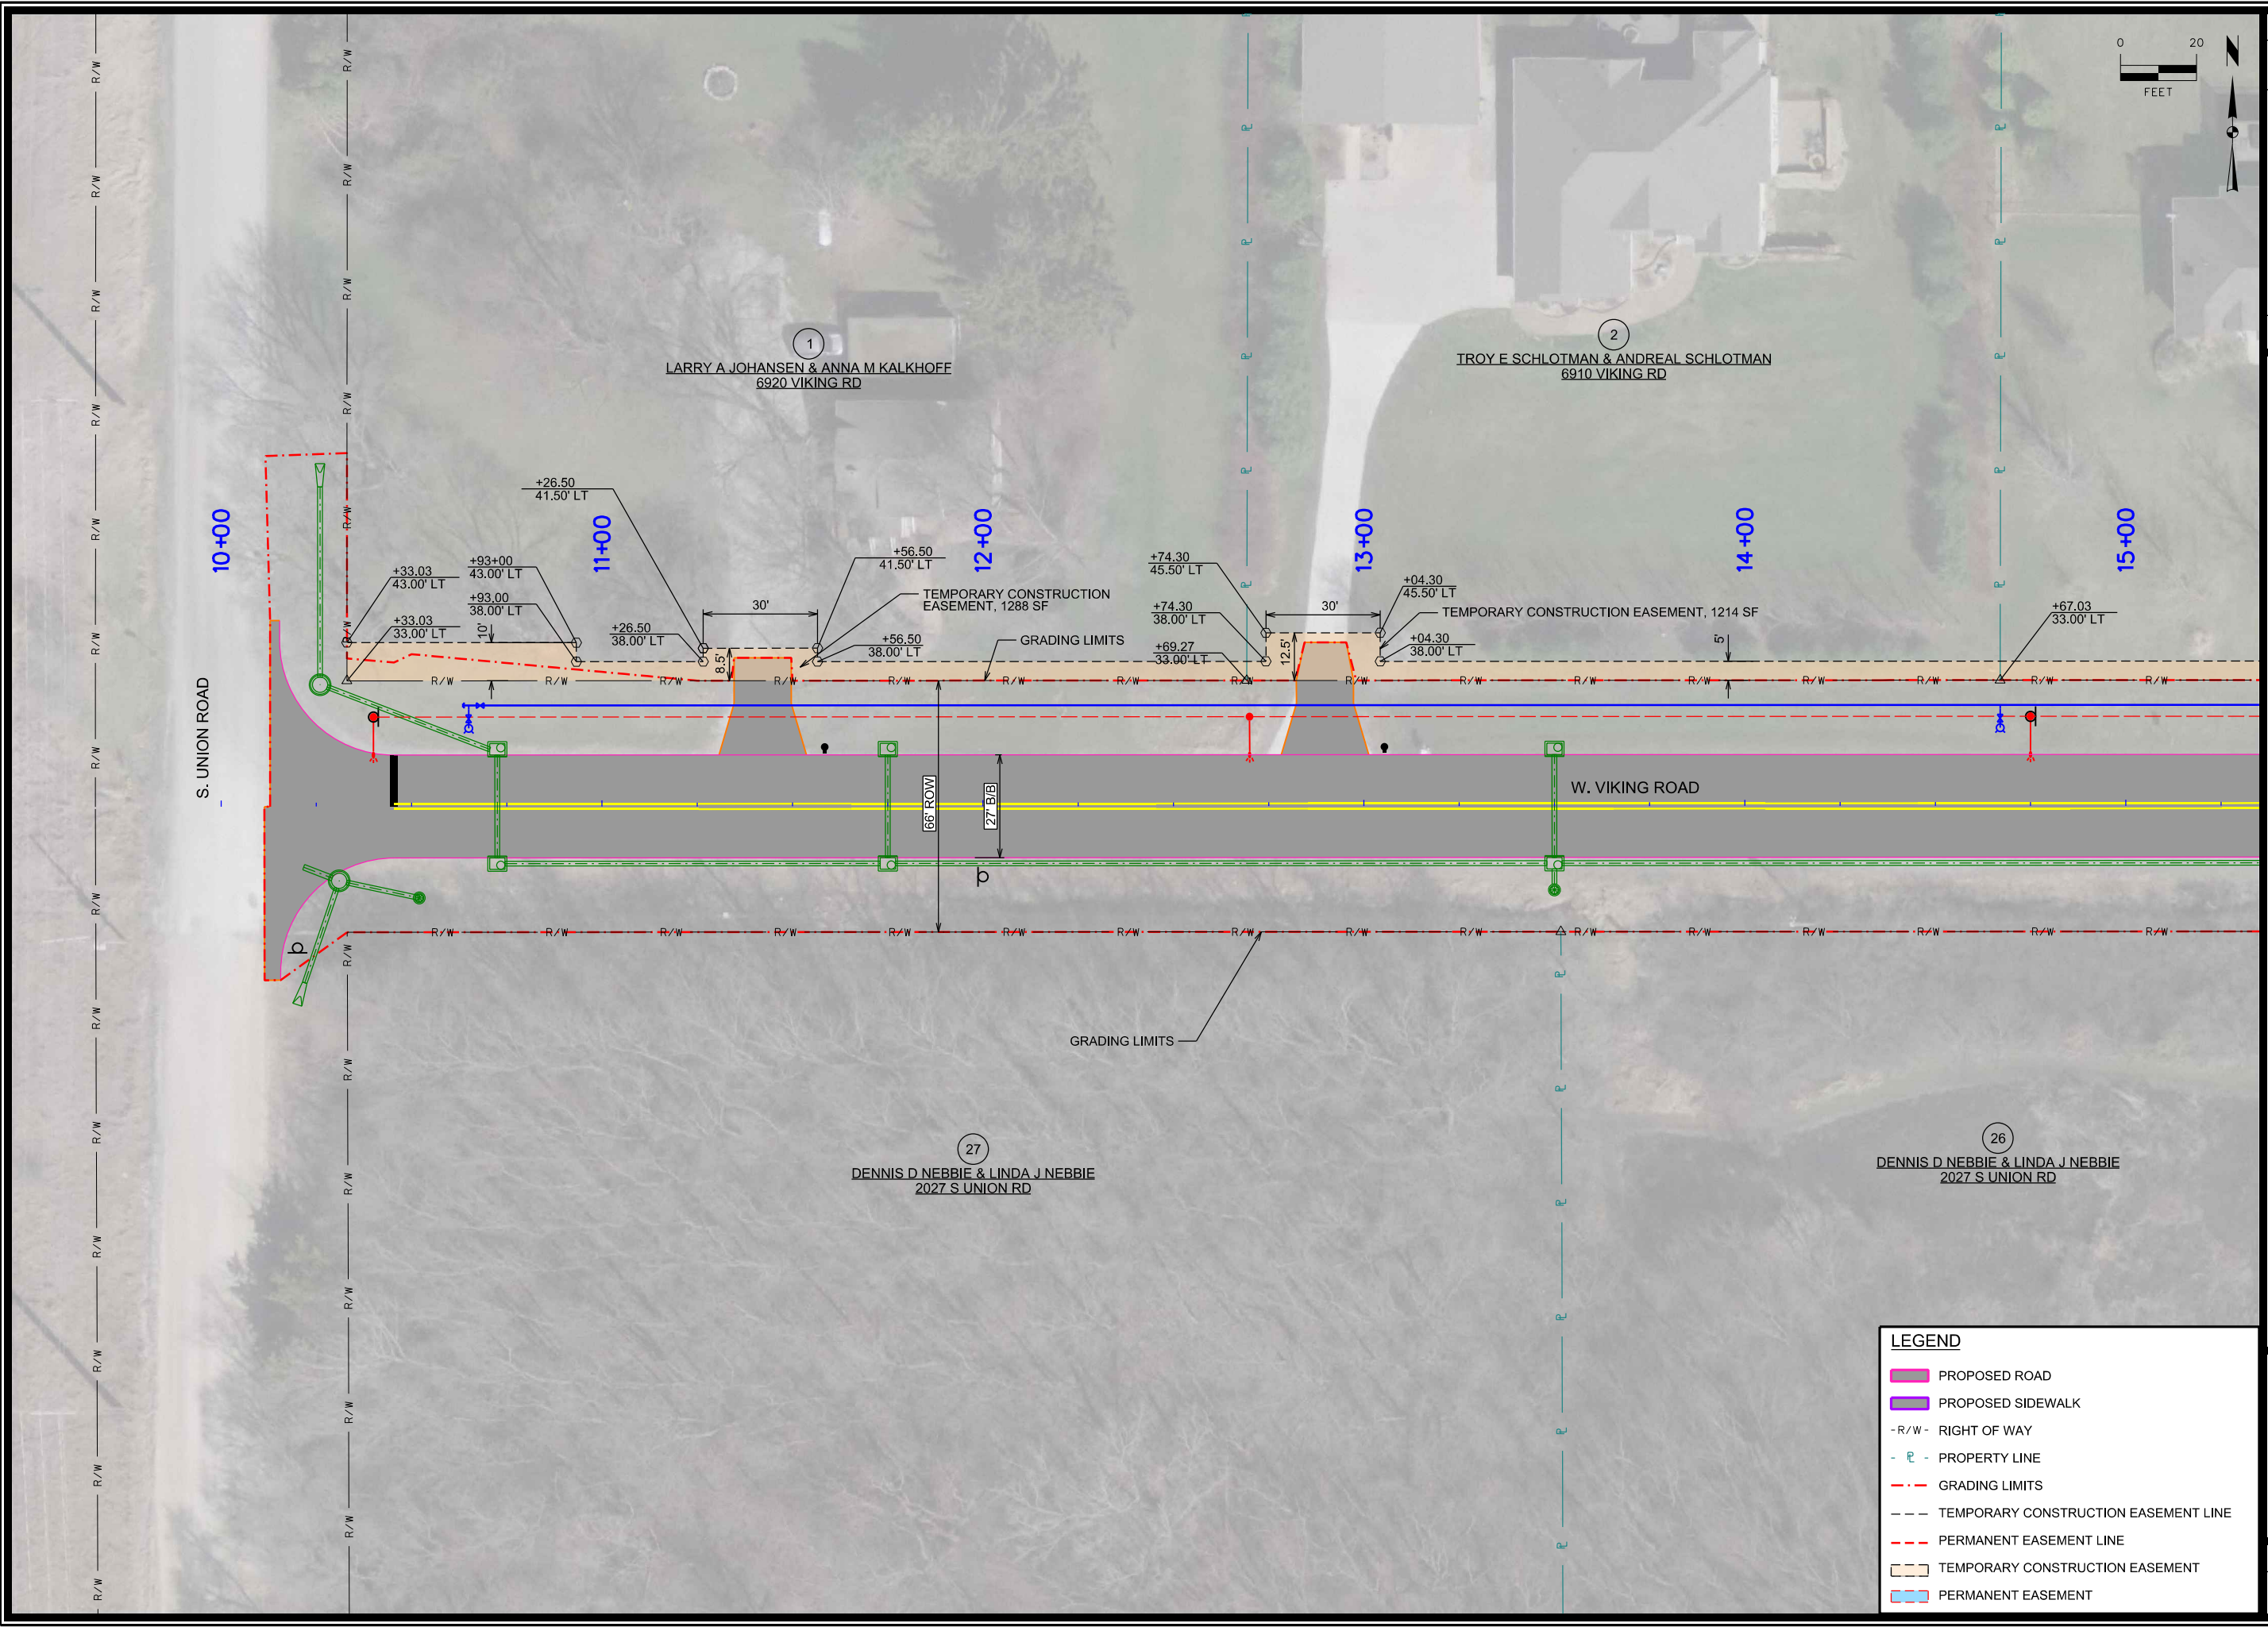 0 20 N
FEET
1
LARRY A JOHANSEN & ANNA M KALKHOFF
6920 VIKING RD
2
TROY E SCHLOTMAN & ANDREAL SCHLOTMAN
6910 VIKING RD
10+00
11+00
12+00
13+00
14+00
15+00
+26.50
41.50' LT
+33.03
43.00' LT
+93+00
43.00' LT
+93.00
38.00' LT
+33.03
33.00' LT
10'
+26.50
38.00' LT
30'
8.5'
+56.50
41.50' LT
TEMPORARY CONSTRUCTION
EASEMENT, 1288 SF
+56.50
38.00' LT
GRADING LIMITS
+74.30
45.50' LT
+74.30
38.00' LT
+69.27
33.00' LT
30'
12.5'
+04.30
45.50' LT
TEMPORARY CONSTRUCTION EASEMENT, 1214 SF
+04.30
38.00' LT
5'
+67.03
33.00' LT
R/W R/W R/W R/W R/W R/W R/W R/W R/W R/W R/W R/W R/W R/W R/W R/W
S. UNION ROAD
66' ROW
27' B/B
W. VIKING ROAD
R/W R/W R/W R/W R/W R/W R/W R/W R/W R/W R/W R/W R/W R/W R/W R/W
GRADING LIMITS
27
DENNIS D NEBBIE & LINDA J NEBBIE
2027 S UNION RD
26
DENNIS D NEBBIE & LINDA J NEBBIE
2027 S UNION RD
LEGEND
PROPOSED ROAD
PROPOSED SIDEWALK
-R/W- RIGHT OF WAY
- ⅊ - PROPERTY LINE
GRADING LIMITS
TEMPORARY CONSTRUCTION EASEMENT LINE
PERMANENT EASEMENT LINE
TEMPORARY CONSTRUCTION EASEMENT
PERMANENT EASEMENT